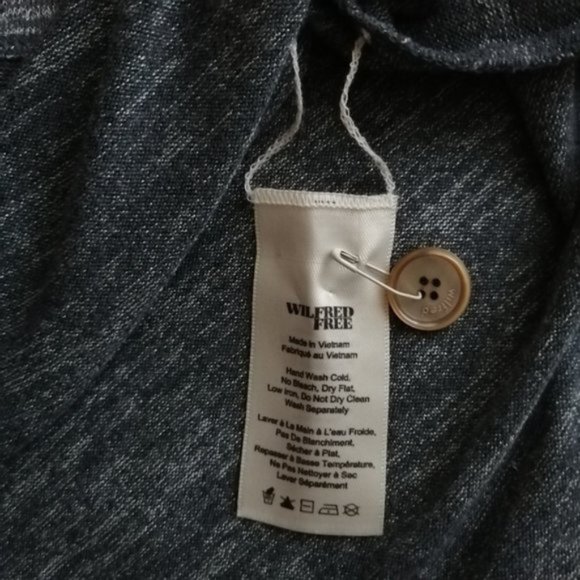 WILFRED
FREE
Made in Vietnam
Fabriqué au Vietnam
Hand Wash Cold,
No Bleach, Dry Flat,
Low Iron, Do Not Dry Clean
Wash Separately
Laver à La Main à L'eau Froide,
Pas De Blanchiment,
Sécher à Plat,
Repasser à Basse Température,
Ne Pas Nettoyer à Sec
Laver Séparément
wilfred